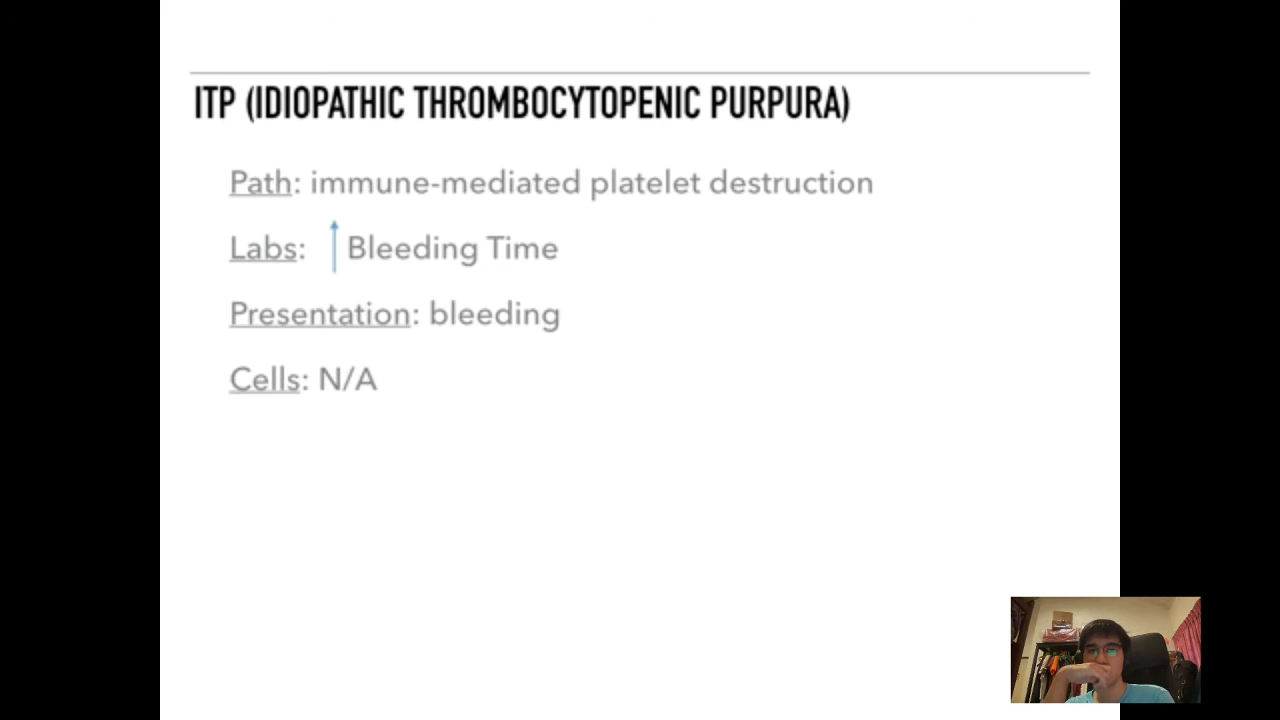 ITP (IDIOPATHIC THROMBOCYTOPENIC PURPURA)
Path: immune-mediated platelet destruction
Labs: Bleeding Time
Presentation: bleeding
Cells: N/A